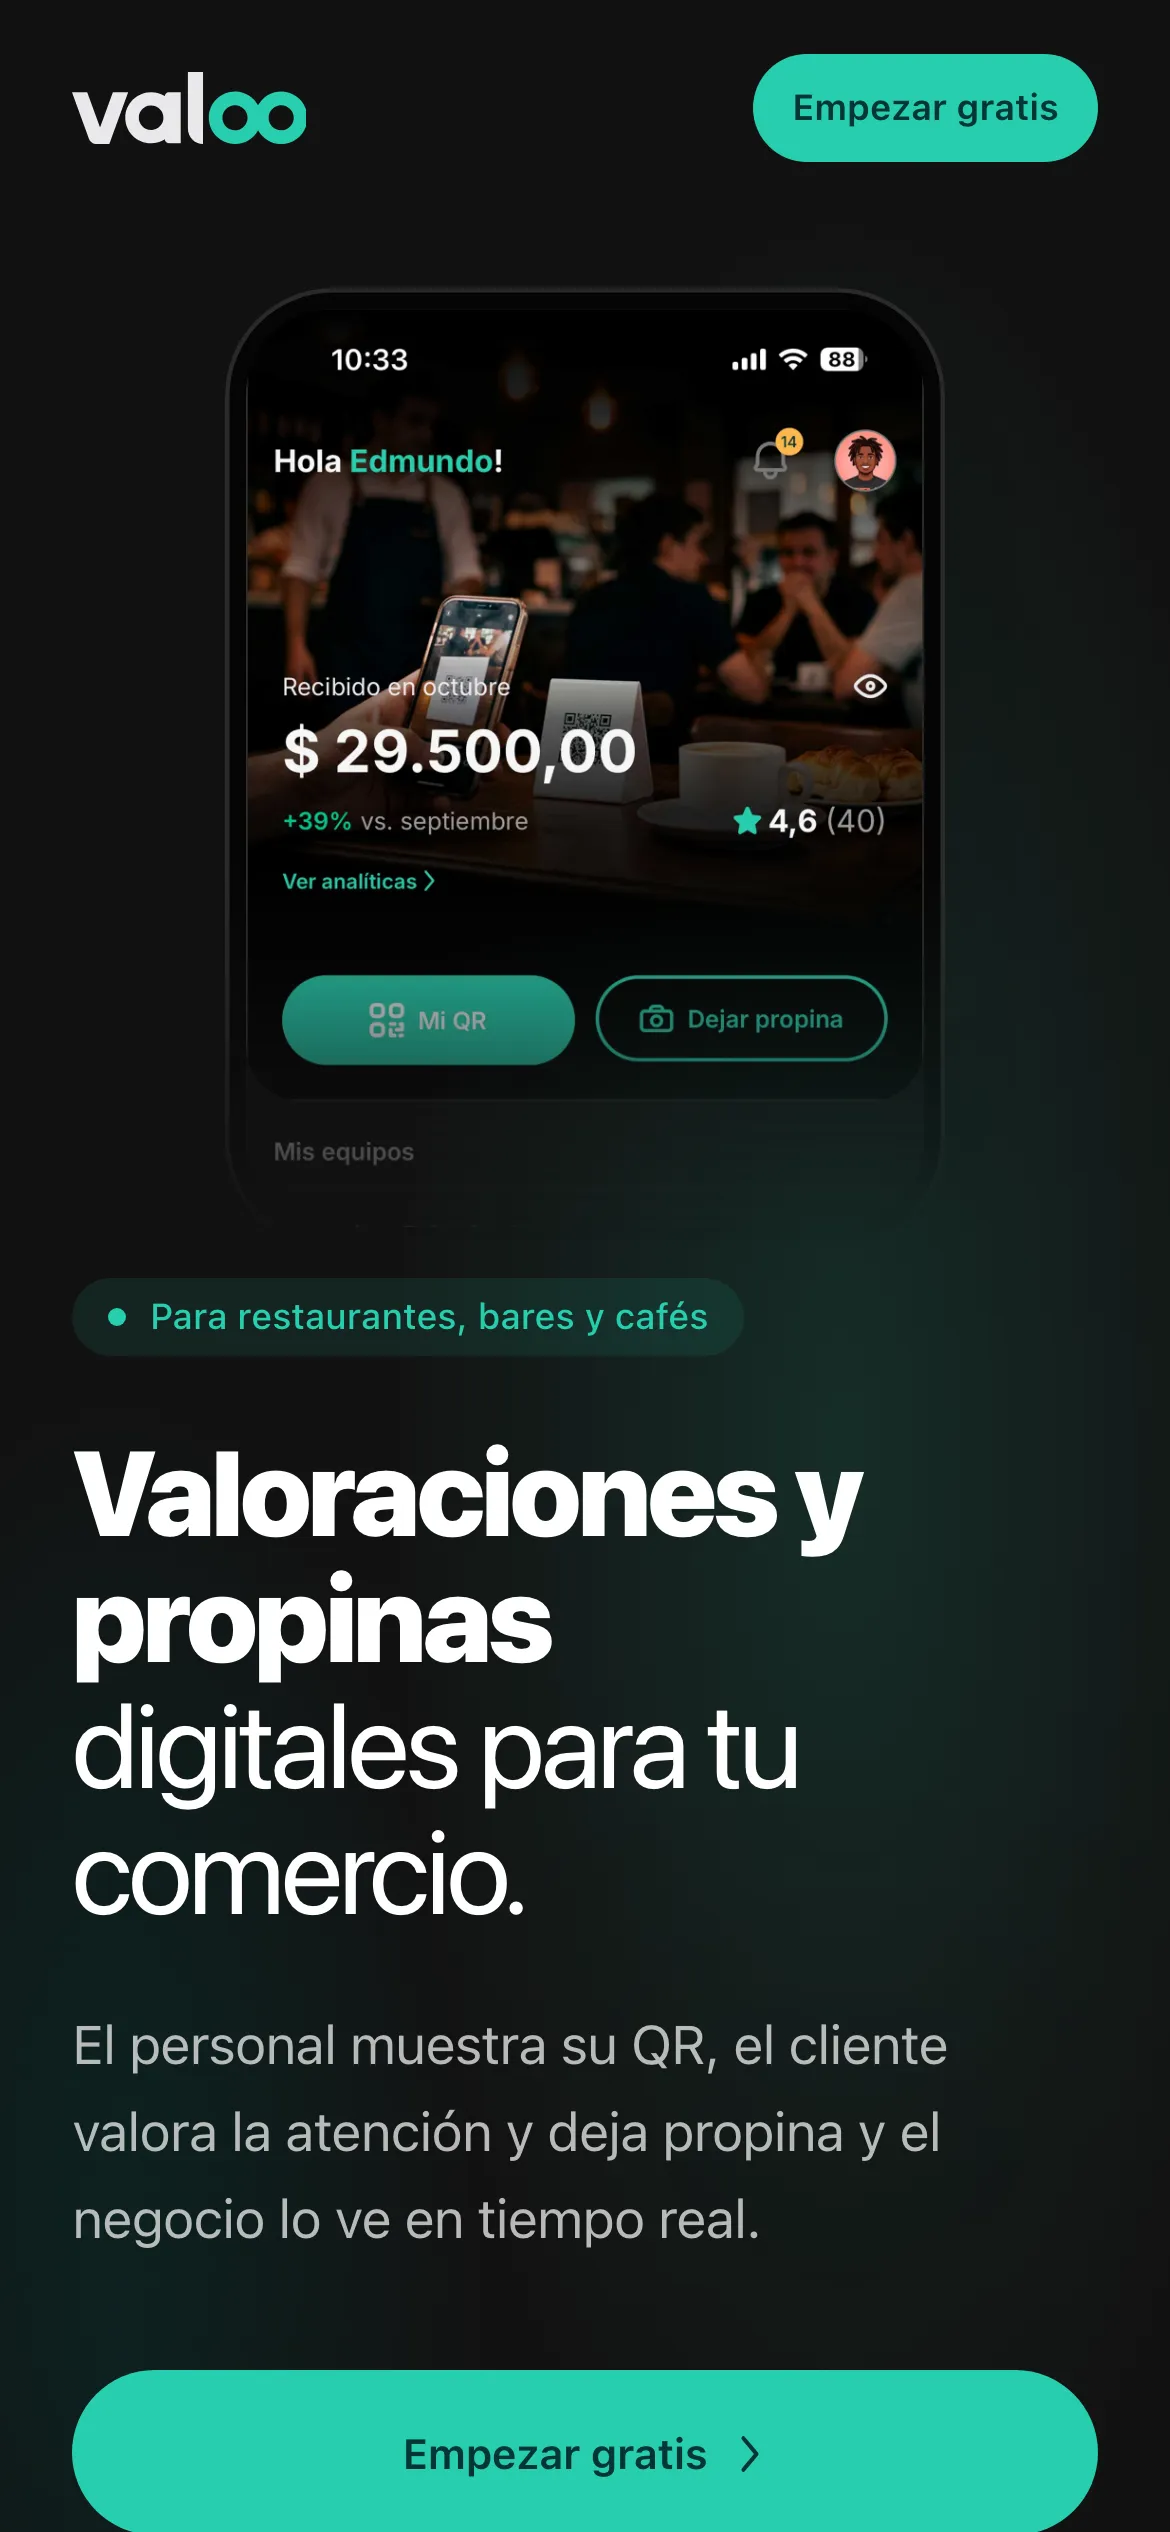 valoo
Empezar gratis
10:33
88
Hola Edmundo!
14
Recibido en octubre
$ 29.500,00
+39% vs. septiembre
4,6 (40)
Ver analíticas
Mi QR
Dejar propina
Mis equipos
Para restaurantes, bares y cafés
Valoraciones y
propinas
digitales para tu
comercio.
El personal muestra su QR, el cliente
valora la atención y deja propina y el
negocio lo ve en tiempo real.
Empezar gratis